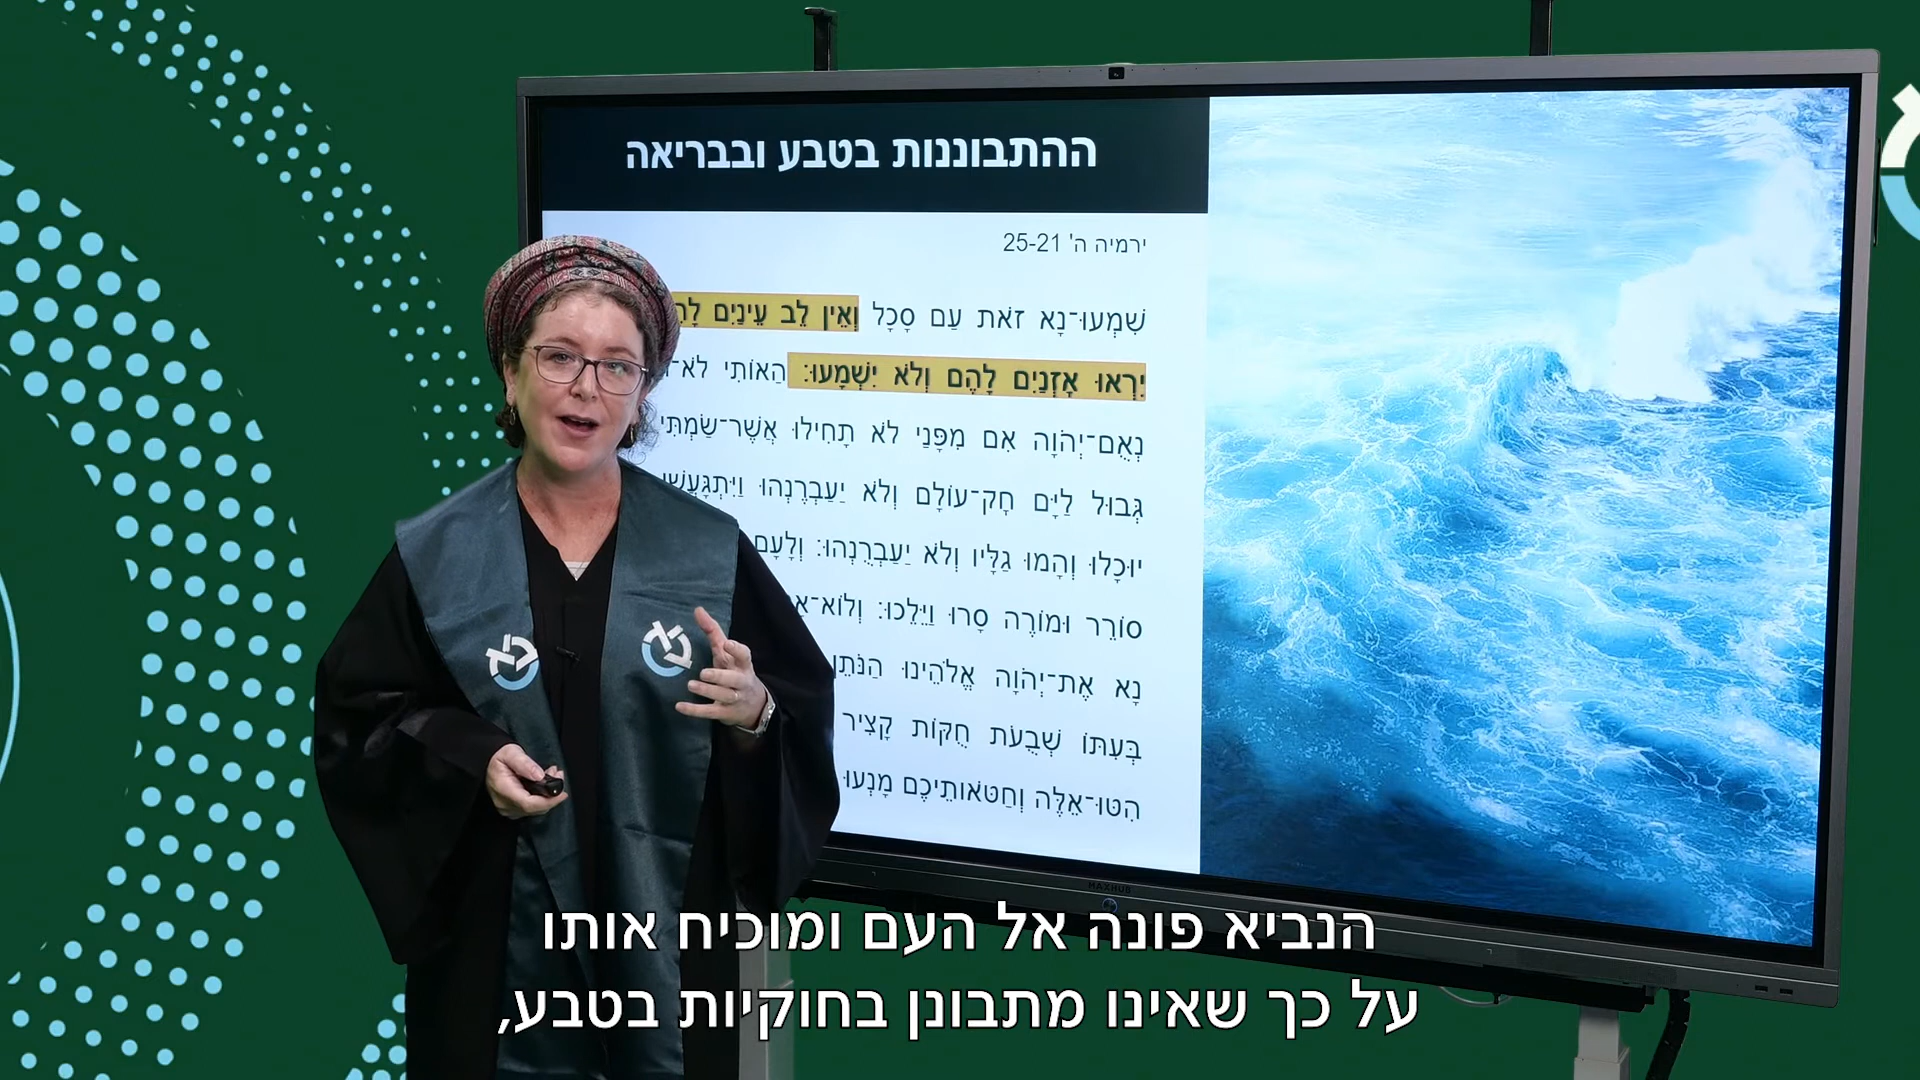 ההתבוננות בטבע ובבריאה
ירמיה ה' 25-21
שִׁמְעוּ־נָא זֹאת עַם סָכָל וְאֵין לֵב עֵינַיִם
יִרְאוּ אָזְנַיִם לָהֶם וְלֹא יִשְׁמָעוּ: הַאוֹתִי לֹא־
נְאֻם־יְהֹוָה אִם מִפָּנַי לֹא תָחִילוּ אֲשֶׁר־שַׂמְתִּי
גְּבוּל לַיָּם חָק־עוֹלָם וְלֹא יַעַבְרֶנְהוּ וַיִּתְגָּעֲשׁוּ
יוּכָלוּ וְהָמוּ גַלָּיו וְלֹא יַעַבְרֻנְהוּ: וְלָעָם
סוֹרֵר וּמוֹרֶה סָרוּ וַיֵּלֵכוּ: וְלוֹא־
נָא אֶת־יְהֹוָה אֱלֹהֵינוּ הַנֹּתֵן
בְּעִתּוֹ שְׁבֻעֹת חֻקּוֹת קָצִיר
הִטּוּ־אֵלֶּה וְחַטֹּאותֵיכֶם מָנְעוּ
MAXHUB
הנביא פונה אל העם ומוכיח אותו
על כך שאינו מתבונן בחוקיות בטבע,